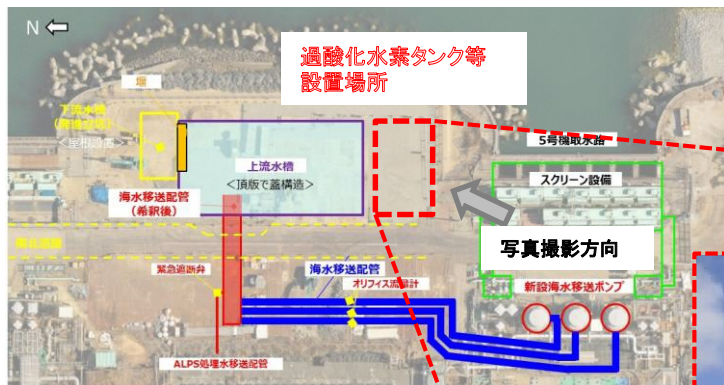 N
過酸化水素タンク等
設置場所
堰
下流水槽
(放水立坑)
<屋根設置>
5号機取水路
上流水槽
<頂版で蓋構造>
スクリーン設備
海水移送配管
(希釈後)
写真撮影方向
緊急遮断弁
海水移送配管
オリフィス流量計
新設海水移送ポンプ
ALPS処理水移送配管